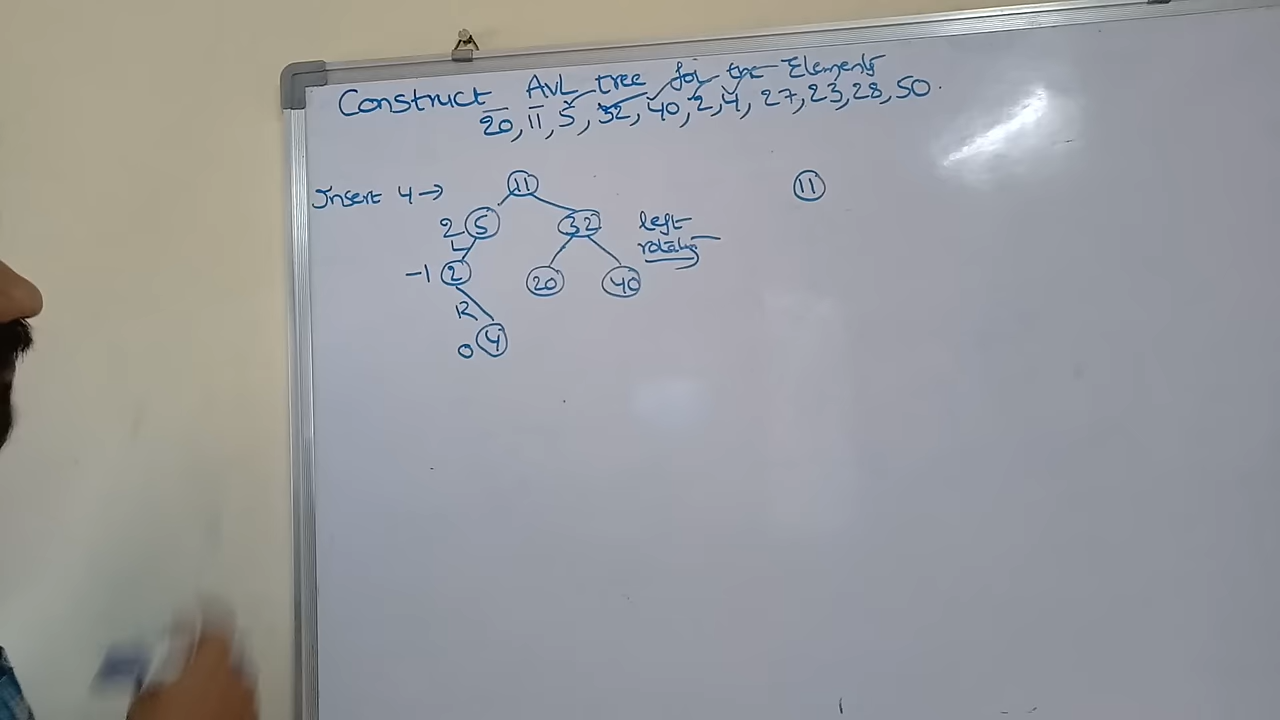 Construct AVL tree for the Elements
20, 11, 5, 32, 40, 2, 4, 27, 23, 28, 50.
Insert 4 → 11 11
2 5 32 left
L rotation
-1 2 20 40
R
0 4